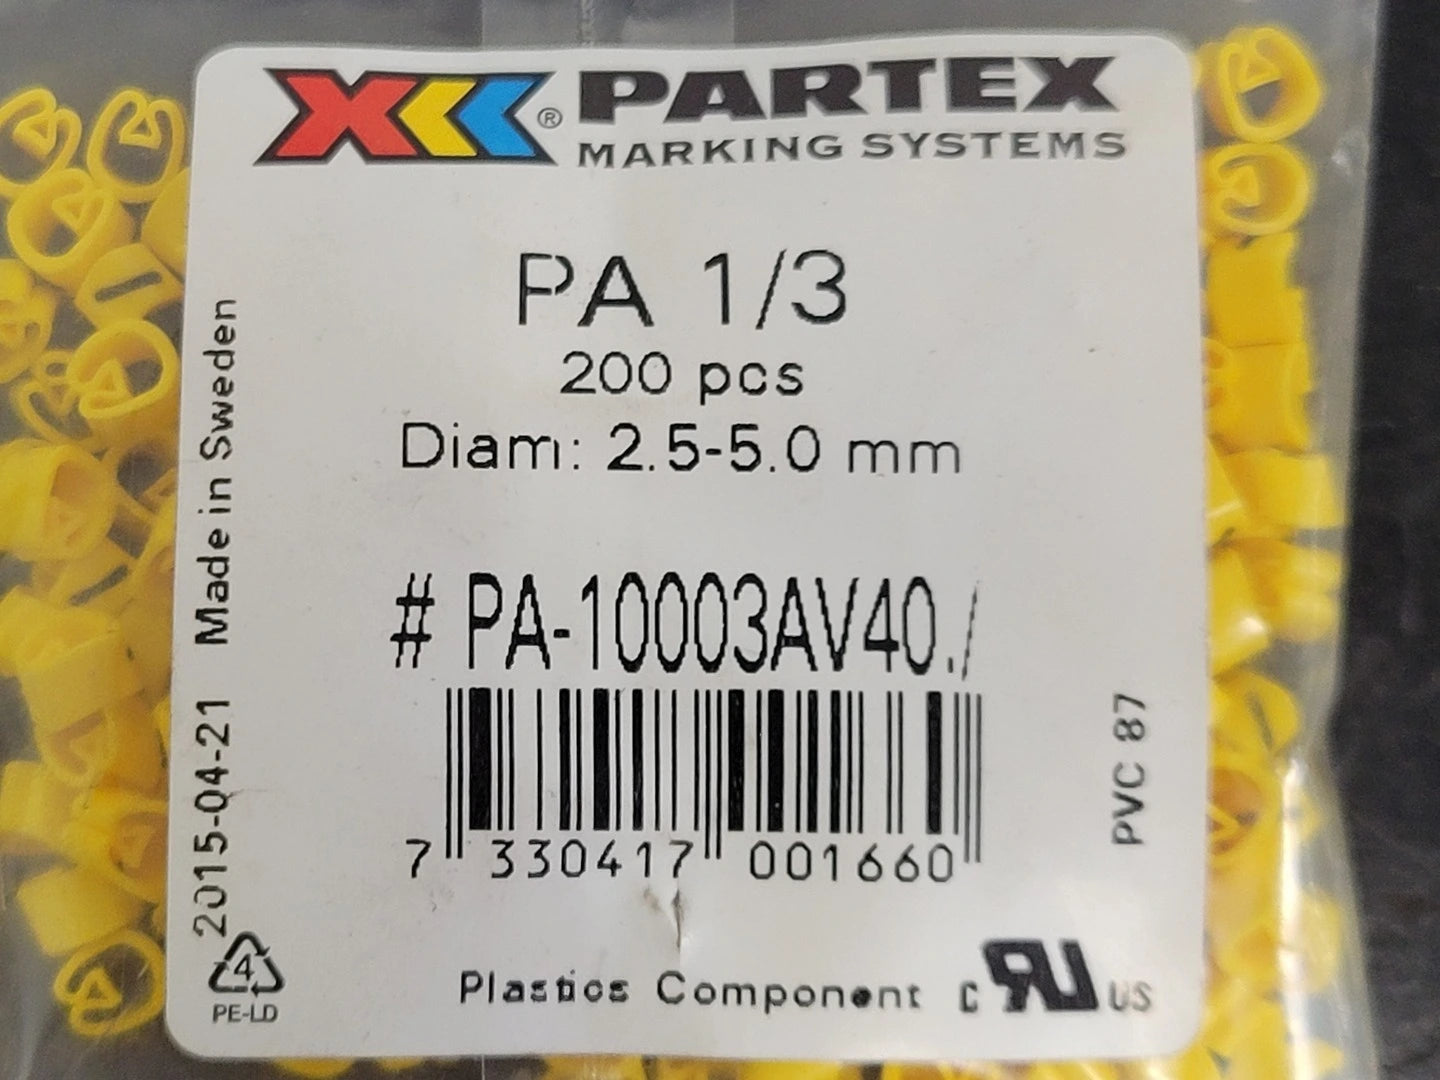 ® PARTEX
MARKING SYSTEMS
PA 1/3
200 pcs
Diam: 2.5-5.0 mm
# PA-10003AV40./
7 330417 001660
2015-04-21 Made in Sweden
PVC 87
4
PE-LD
Plastics Component c RU US